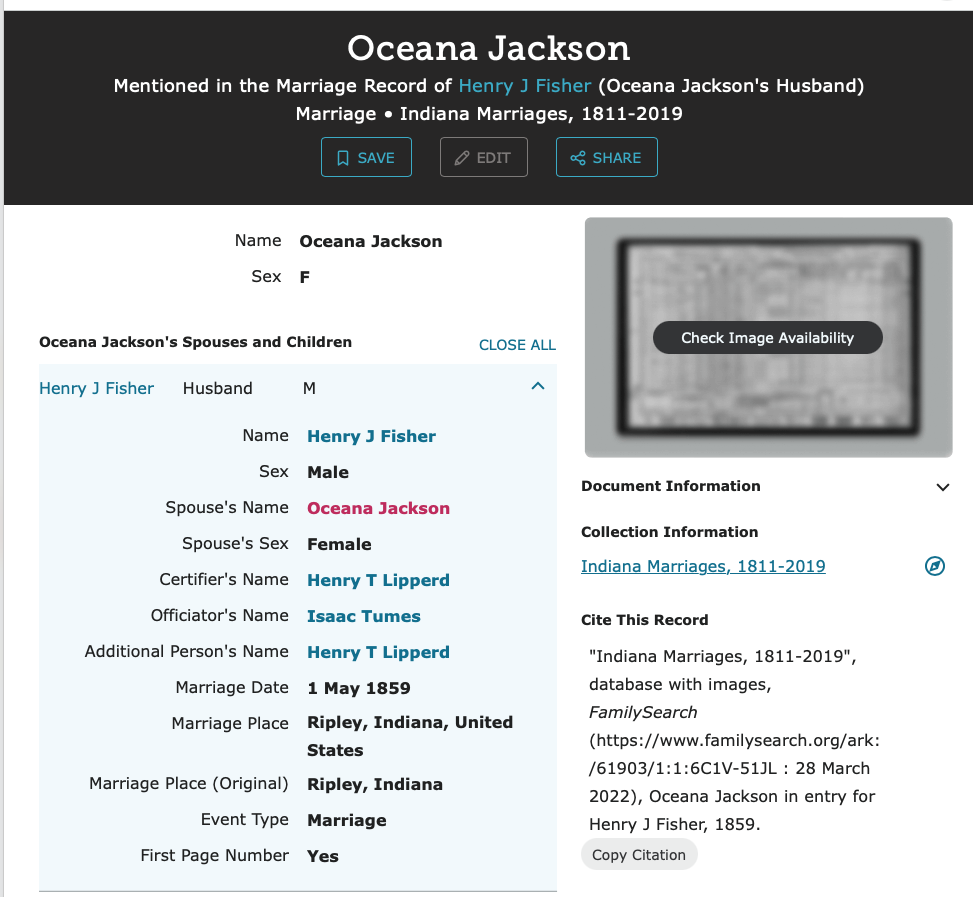 Oceana Jackson
Mentioned in the Marriage Record of Henry J Fisher (Oceana Jackson's Husband)
Marriage • Indiana Marriages, 1811-2019
SAVE EDIT SHARE
Name Oceana Jackson
Sex F
Oceana Jackson's Spouses and Children CLOSE ALL
Henry J Fisher Husband M
Name Henry J Fisher
Sex Male
Spouse's Name Oceana Jackson
Spouse's Sex Female
Certifier's Name Henry T Lipperd
Officiator's Name Isaac Tumes
Additional Person's Name Henry T Lipperd
Marriage Date 1 May 1859
Marriage Place Ripley, Indiana, United
States
Marriage Place (Original) Ripley, Indiana
Event Type Marriage
First Page Number Yes
Check Image Availability
Document Information
Collection Information
Indiana Marriages, 1811-2019
Cite This Record
"Indiana Marriages, 1811-2019",
database with images,
FamilySearch
(https://www.familysearch.org/ark:
/61903/1:1:6C1V-51JL : 28 March
2022), Oceana Jackson in entry for
Henry J Fisher, 1859.
Copy Citation